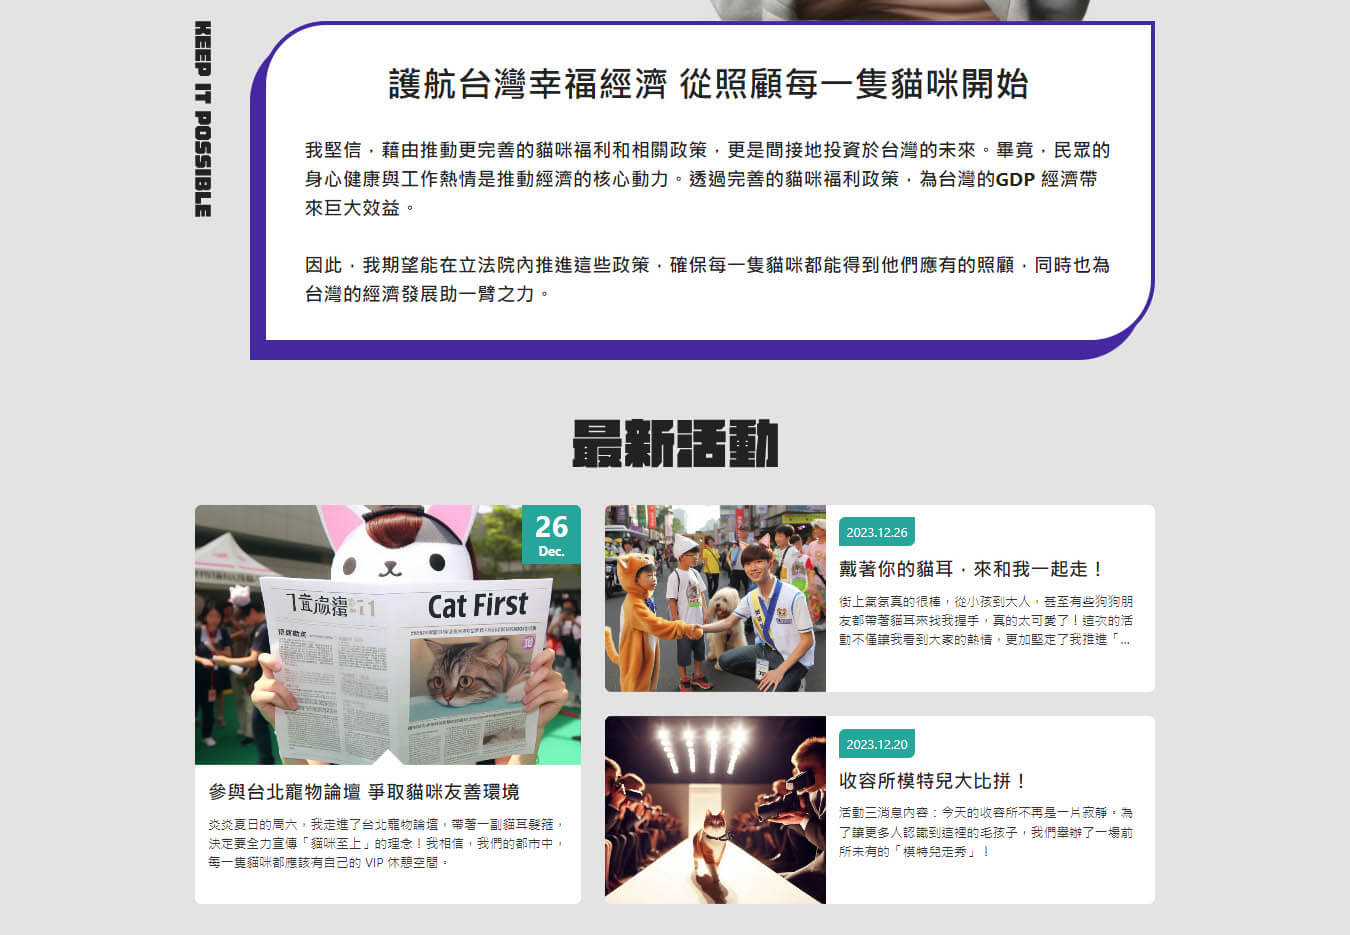 KEEP IT POSSIBLE
護航台灣幸福經濟 從照顧每一隻貓咪開始
我堅信，藉由推動更完善的貓咪福利和相關政策，更是間接地投資於台灣的未來。畢竟，民眾的
身心健康與工作熱情是推動經濟的核心動力。透過完善的貓咪福利政策，為台灣的GDP 經濟帶
來巨大效益。
因此，我期望能在立法院內推進這些政策，確保每一隻貓咪都能得到他們應有的照顧，同時也為
台灣的經濟發展助一臂之力。
最新活動
26
Dec.
Cat First
參與台北寵物論壇 爭取貓咪友善環境
炎炎夏日的周六，我走進了台北寵物論壇，帶著一副貓耳髮箍，
決定要全力宣傳「貓咪至上」的理念！我相信，我們的都市中，
每一隻貓咪都應該有自己的 VIP 休憩空間。
2023.12.26
戴著你的貓耳，來和我一起走！
街上氣氛真的很棒，從小孩到大人，甚至有些狗狗朋
友都帶著貓耳來找我握手，真的太可愛了！這次的活
動不僅讓我看到大家的熱情，更加堅定了我推進「...
2023.12.20
收容所模特兒大比拼！
活動三消息內容：今天的收容所不再是一片寂靜。為
了讓更多人認識到這裡的毛孩子，我們舉辦了一場前
所未有的「模特兒走秀」！